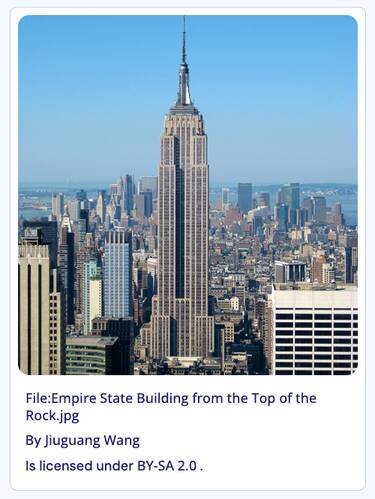 File:Empire State Building from the Top of the
Rock.jpg
By Jiuguang Wang
Is licensed under BY-SA 2.0 .